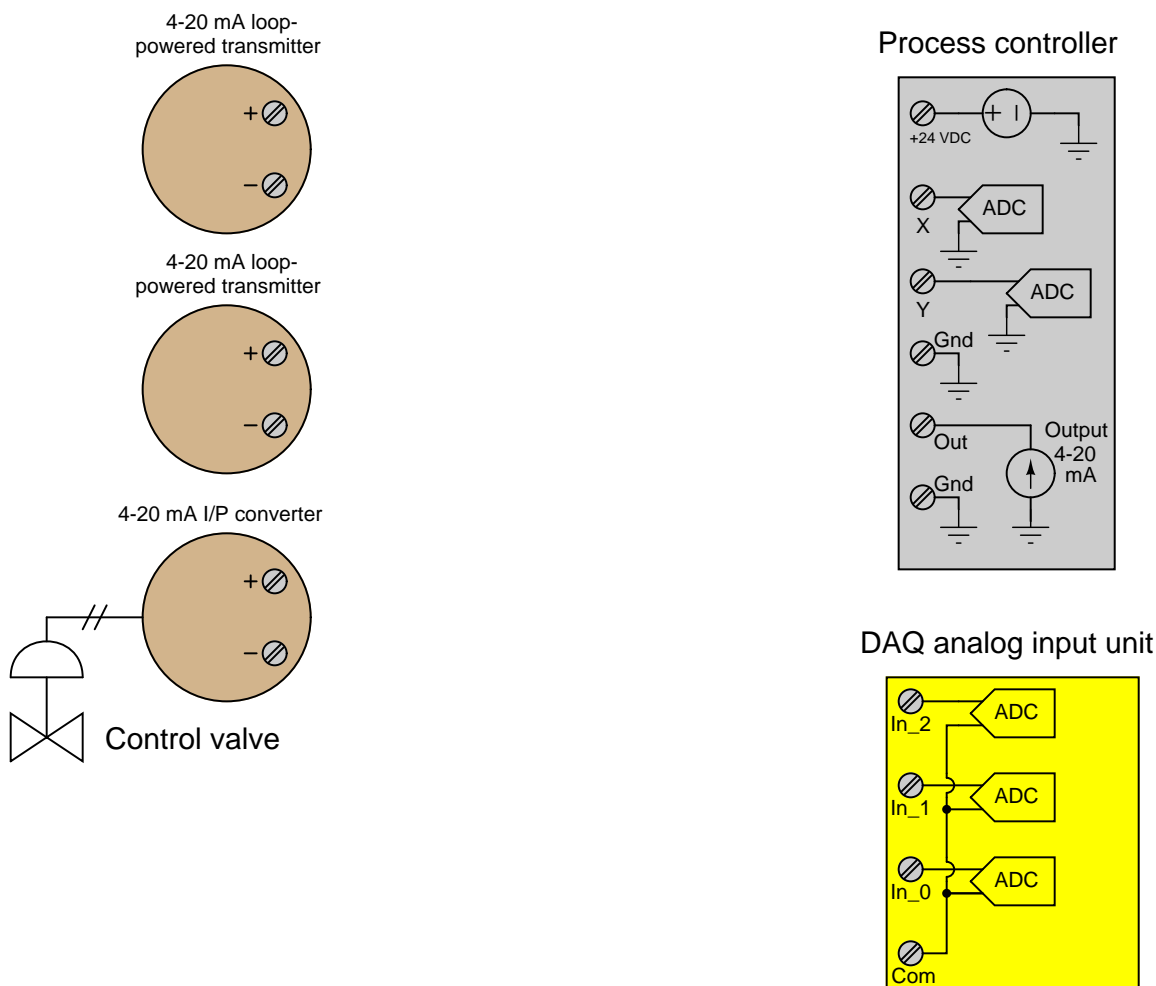 4-20 mA loop-
powered transmitter
+
−
4-20 mA loop-
powered transmitter
+
−
4-20 mA I/P converter
+
−
Control valve
Process controller
+24 VDC
+ −
X
ADC
Y
ADC
Gnd
Out
Output
4-20
mA
Gnd
DAQ analog input unit
In_2
ADC
In_1
ADC
In_0
ADC
Com